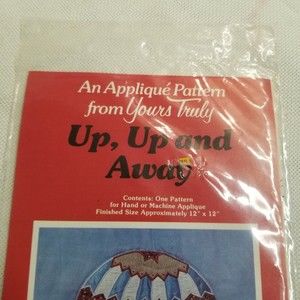 An Appliqué Pattern
from Yours Truly
Up, Up and
Away
Contents: One Pattern
for Hand or Machine Applique
Finished Size Approximately 12" x 12"